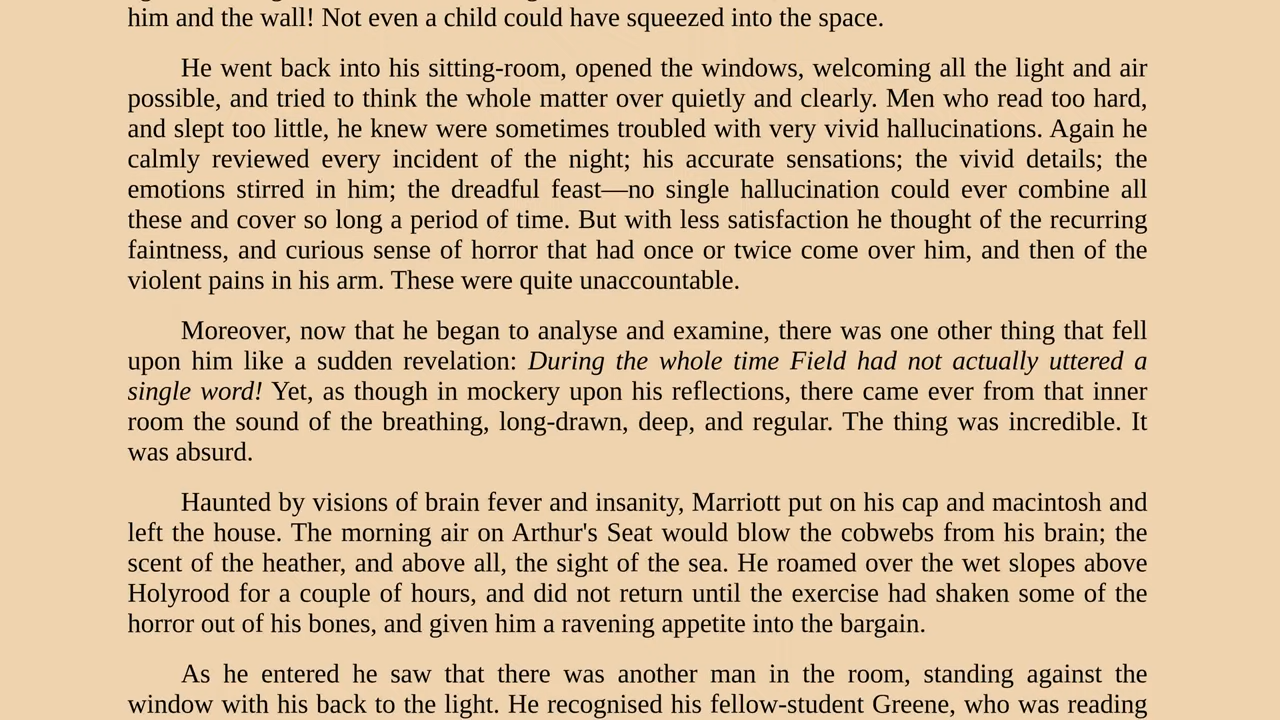 him and the wall! Not even a child could have squeezed into the space.
He went back into his sitting-room, opened the windows, welcoming all the light and air
possible, and tried to think the whole matter over quietly and clearly. Men who read too hard,
and slept too little, he knew were sometimes troubled with very vivid hallucinations. Again he
calmly reviewed every incident of the night; his accurate sensations; the vivid details; the
emotions stirred in him; the dreadful feast—no single hallucination could ever combine all
these and cover so long a period of time. But with less satisfaction he thought of the recurring
faintness, and curious sense of horror that had once or twice come over him, and then of the
violent pains in his arm. These were quite unaccountable.
Moreover, now that he began to analyse and examine, there was one other thing that fell
upon him like a sudden revelation: During the whole time Field had not actually uttered a
single word! Yet, as though in mockery upon his reflections, there came ever from that inner
room the sound of the breathing, long-drawn, deep, and regular. The thing was incredible. It
was absurd.
Haunted by visions of brain fever and insanity, Marriott put on his cap and macintosh and
left the house. The morning air on Arthur's Seat would blow the cobwebs from his brain; the
scent of the heather, and above all, the sight of the sea. He roamed over the wet slopes above
Holyrood for a couple of hours, and did not return until the exercise had shaken some of the
horror out of his bones, and given him a ravening appetite into the bargain.
As he entered he saw that there was another man in the room, standing against the
window with his back to the light. He recognised his fellow-student Greene, who was reading